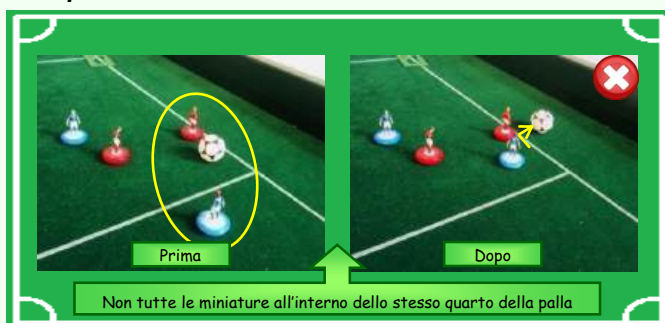 Prima
Dopo
Non tutte le miniature all'interno dello stesso quarto della palla